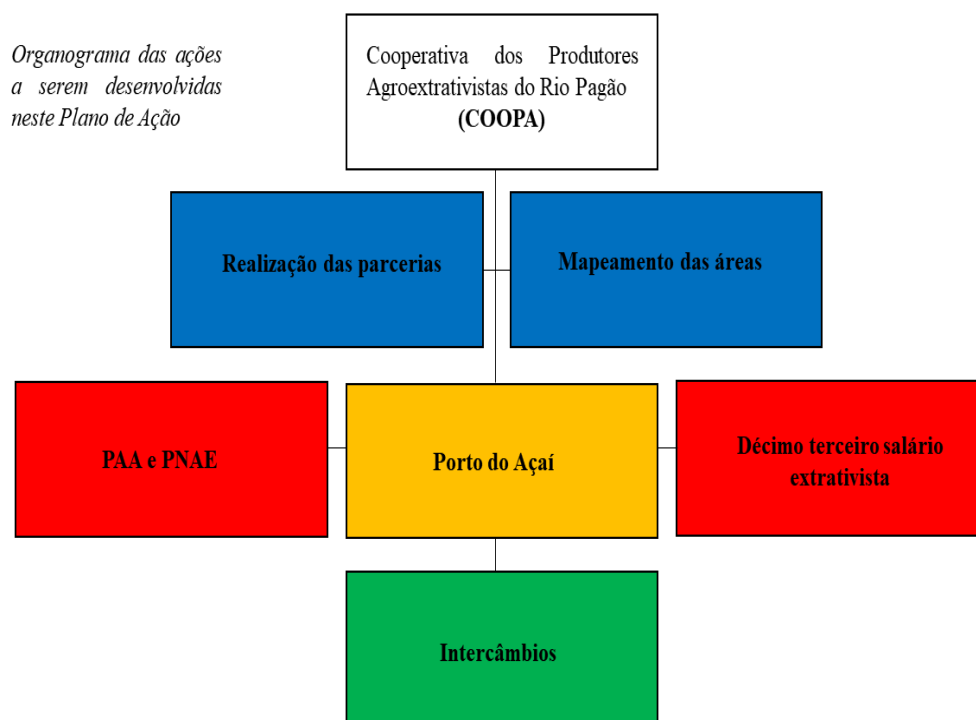 Organograma das ações
a serem desenvolvidas
neste Plano de Ação
Cooperativa dos Produtores
Agroextrativistas do Rio Pagão
(COOPA)
Realização das parcerias
Mapeamento das áreas
PAA e PNAE
Porto do Açaí
Décimo terceiro salário
extrativista
Intercâmbios